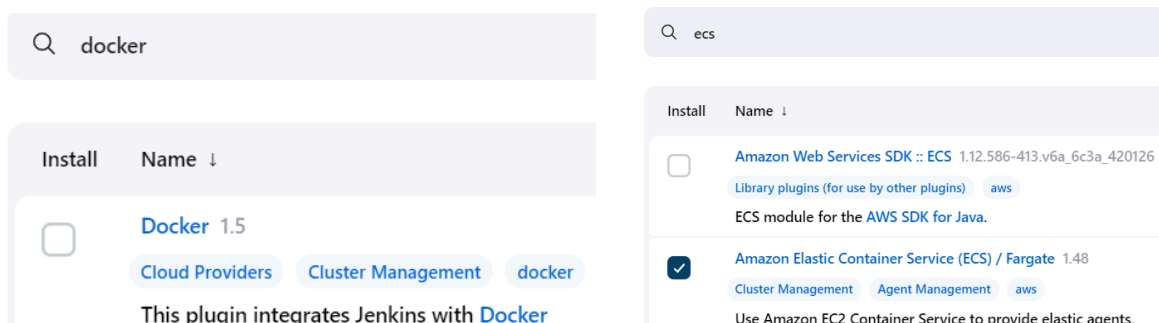 docker
Install Name ↓
Docker 1.5
Cloud Providers Cluster Management docker
This plugin integrates Jenkins with Docker
ecs
Install Name ↓
Amazon Web Services SDK :: ECS 1.12.586-413.v6a_6c3a_420126
Library plugins (for use by other plugins) aws
ECS module for the AWS SDK for Java.
Amazon Elastic Container Service (ECS) / Fargate 1.48
Cluster Management Agent Management aws
Use Amazon EC2 Container Service to provide elastic agents.